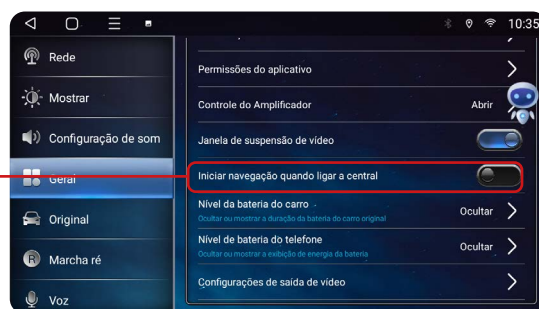 10:35
Rede
Mostrar
Configuração de som
Geral
Original
R Marcha ré
Voz
Permissões do aplicativo
Controle do Amplificador Abrir
Janela de suspensão de vídeo
Iniciar navegação quando ligar a central
Nível da bateria do carro
Ocultar ou mostrar a duração da bateria do carro original
Ocultar
Nível de bateria do telefone
Ocultar ou mostrar a exibição de energia da bateria
Ocultar
Configurações de saída de vídeo